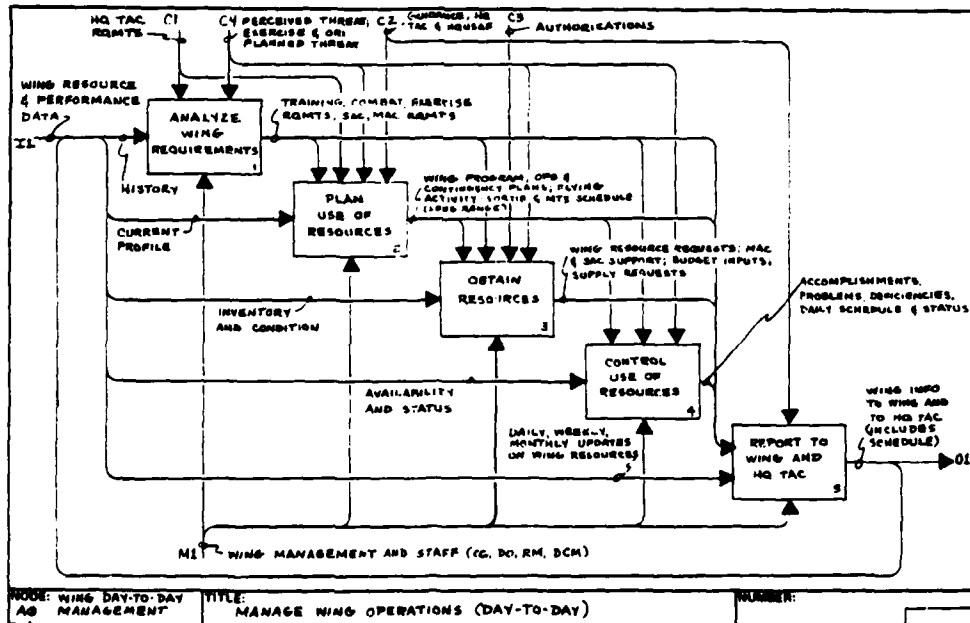 HQ TAC
RQMTS
C1
C4
PERCEIVED THREAT;
EXERCISE & ORI
PLANNED THREAT
C2
GUIDANCE, HQ
TAC & HQUSAF
C3
AUTHORIZATIONS
WING RESOURCE
& PERFORMANCE
DATA
I1
HISTORY
ANALYZE
WING
REQUIREMENTS
1
TRAINING, COMBAT, EXERCISE
RQMTS, SAC, MAC RQMTS
CURRENT
PROFILE
PLAN
USE OF
RESOURCES
2
WING PROGRAM, OPS &
CONTINGENCY PLANS; FLYING
ACTIVITY SORTIE & MTS SCHEDULE
(LONG RANGE)
INVENTORY
AND CONDITION
OBTAIN
RESOURCES
3
WING RESOURCE REQUESTS; MAC
& SAC SUPPORT; BUDGET INPUTS;
SUPPLY REQUESTS
ACCOMPLISHMENTS,
PROBLEMS, DEFICIENCIES,
DAILY SCHEDULE & STATUS
AVAILABILITY
AND STATUS
CONTROL
USE OF
RESOURCES
4
DAILY, WEEKLY,
MONTHLY UPDATES
ON WING RESOURCES
REPORT TO
WING AND
HQ TAC
5
WING INFO
TO WING AND
TO HQ TAC
(INCLUDES
SCHEDULE)
O1
M1
WING MANAGEMENT AND STAFF (CG, DO, RM, DCM)
NODE: WING DAY-TO-DAY
A0 MANAGEMENT
TITLE:
MANAGE WING OPERATIONS (DAY-TO-DAY)
NUMBER: